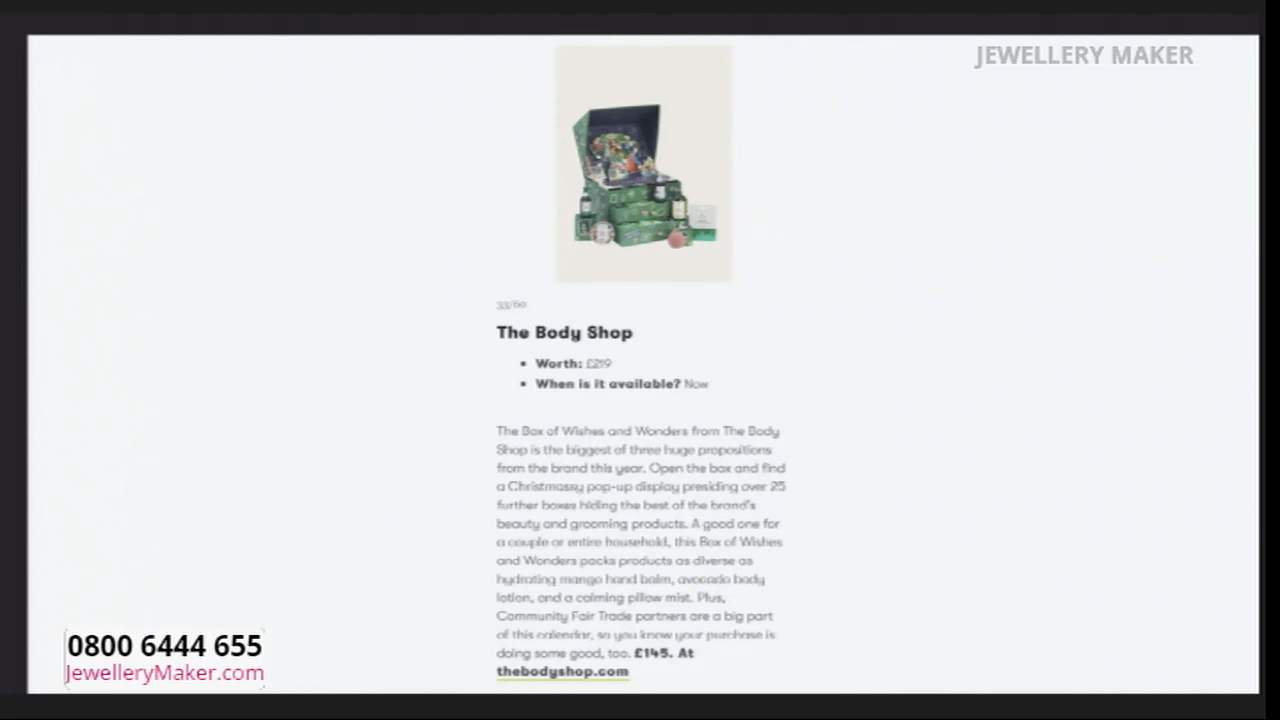 JEWELLERY MAKER
33/60
The Body Shop
• Worth: £219
• When is it available? Now
The Box of Wishes and Wonders from The Body
Shop is the biggest of three huge propositions
from the brand this year. Open the box and find
a Christmassy pop-up display presiding over 25
further boxes hiding the best of the brand's
beauty and grooming products. A good one for
a couple or entire household, this Box of Wishes
and Wonders packs products as diverse as
hydrating mango hand balm, avocado body
lotion, and a calming pillow mist. Plus,
Community Fair Trade partners are a big part
of this calendar, so you know your purchase is
doing some good, too. £145. At
thebodyshop.com
0800 6444 655
JewelleryMaker.com